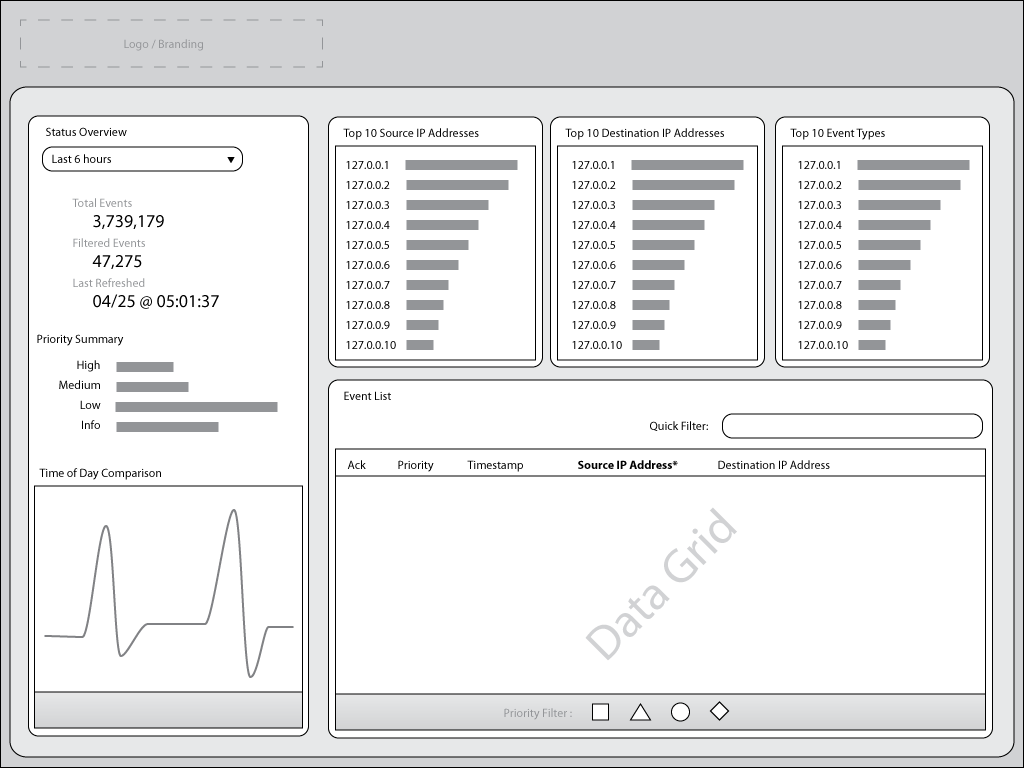 Logo / Branding
Status Overview
Last 6 hours
Total Events
3,739,179
Filtered Events
47,275
Last Refreshed
04/25 @ 05:01:37
Priority Summary
High
Medium
Low
Info
Time of Day Comparison
Top 10 Source IP Addresses
127.0.0.1
127.0.0.2
127.0.0.3
127.0.0.4
127.0.0.5
127.0.0.6
127.0.0.7
127.0.0.8
127.0.0.9
127.0.0.10
Top 10 Destination IP Addresses
127.0.0.1
127.0.0.2
127.0.0.3
127.0.0.4
127.0.0.5
127.0.0.6
127.0.0.7
127.0.0.8
127.0.0.9
127.0.0.10
Top 10 Event Types
127.0.0.1
127.0.0.2
127.0.0.3
127.0.0.4
127.0.0.5
127.0.0.6
127.0.0.7
127.0.0.8
127.0.0.9
127.0.0.10
Event List
Quick Filter:
Ack Priority Timestamp Source IP Address* Destination IP Address
Data Grid
Priority Filter :